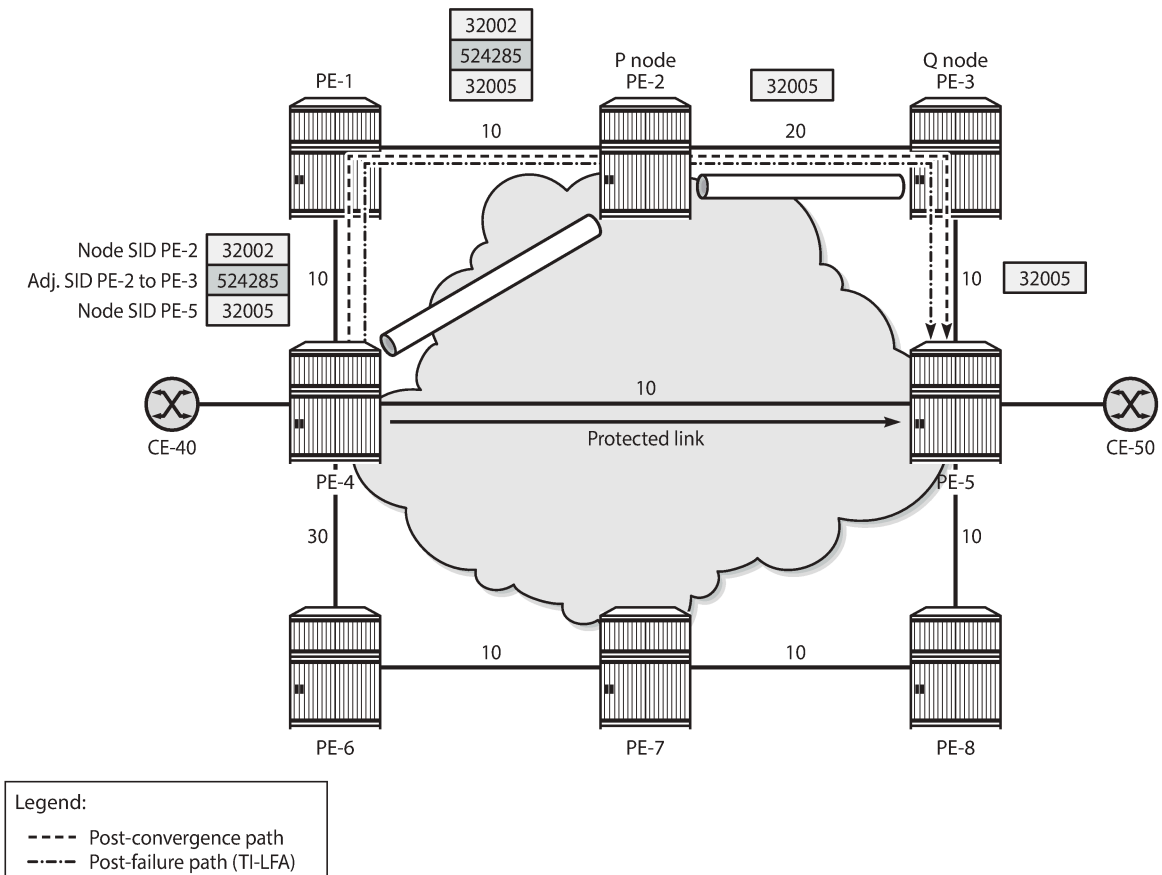 32002
524285
32005
P node
PE-2
32005
Q node
PE-3
PE-1
10
20
Node SID PE-2
32002
Adj. SID PE-2 to PE-3
524285
Node SID PE-5
32005
10
10
32005
10
Protected link
CE-40
CE-50
PE-4
PE-5
30
10
10
10
PE-6
PE-7
PE-8
Legend:
Post-convergence path
Post-failure path (TI-LFA)